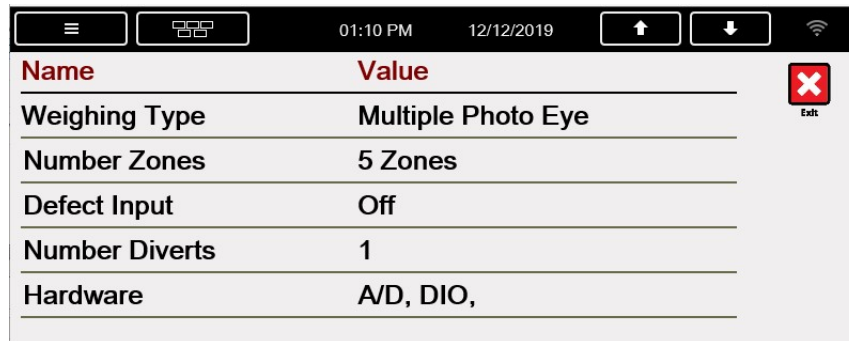 01:10 PM 12/12/2019
Name Value
Exit
Weighing Type Multiple Photo Eye
Number Zones 5 Zones
Defect Input Off
Number Diverts 1
Hardware A/D, DIO,